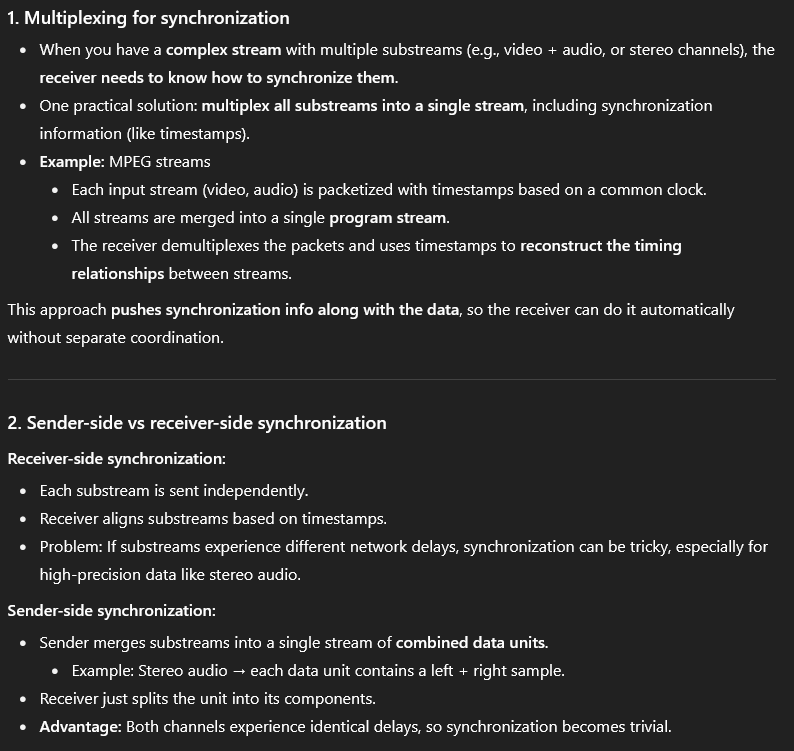 1. Multiplexing for synchronization
• When you have a complex stream with multiple substreams (e.g., video + audio, or stereo channels), the
receiver needs to know how to synchronize them.
• One practical solution: multiplex all substreams into a single stream, including synchronization
information (like timestamps).
• Example: MPEG streams
• Each input stream (video, audio) is packetized with timestamps based on a common clock.
• All streams are merged into a single program stream.
• The receiver demultiplexes the packets and uses timestamps to reconstruct the timing
relationships between streams.
This approach pushes synchronization info along with the data, so the receiver can do it automatically
without separate coordination.
2. Sender-side vs receiver-side synchronization
Receiver-side synchronization:
• Each substream is sent independently.
• Receiver aligns substreams based on timestamps.
• Problem: If substreams experience different network delays, synchronization can be tricky, especially for
high-precision data like stereo audio.
Sender-side synchronization:
• Sender merges substreams into a single stream of combined data units.
• Example: Stereo audio → each data unit contains a left + right sample.
• Receiver just splits the unit into its components.
• Advantage: Both channels experience identical delays, so synchronization becomes trivial.